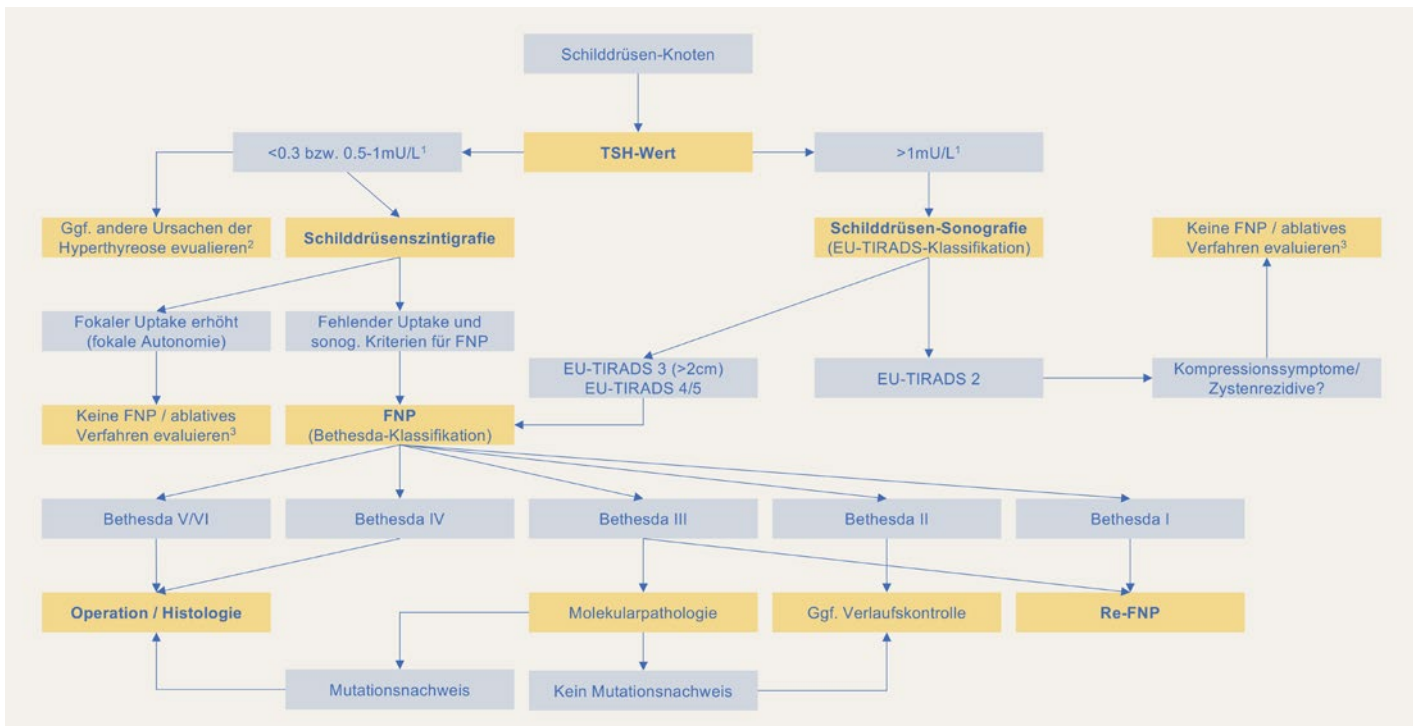 Schilddrüsen-Knoten
<0.3 bzw. 0.5-1mU/L¹
TSH-Wert
>1mU/L¹
Ggf. andere Ursachen der
Hyperthyreose evualieren²
Schilddrüsenszintigrafie
Schilddrüsen-Sonografie
(EU-TIRADS-Klassifikation)
Keine FNP / ablatives
Verfahren evaluieren³
Fokaler Uptake erhöht
(fokale Autonomie)
Fehlender Uptake und
sonog. Kriterien für FNP
EU-TIRADS 3 (>2cm)
EU-TIRADS 4/5
EU-TIRADS 2
Kompressionssymptome/
Zystenrezidive?
Keine FNP / ablatives
Verfahren evaluieren³
FNP
(Bethesda-Klassifikation)
Bethesda V/VI
Bethesda IV
Bethesda III
Bethesda II
Bethesda I
Operation / Histologie
Molekularpathologie
Ggf. Verlaufskontrolle
Re-FNP
Mutationsnachweis
Kein Mutationsnachweis